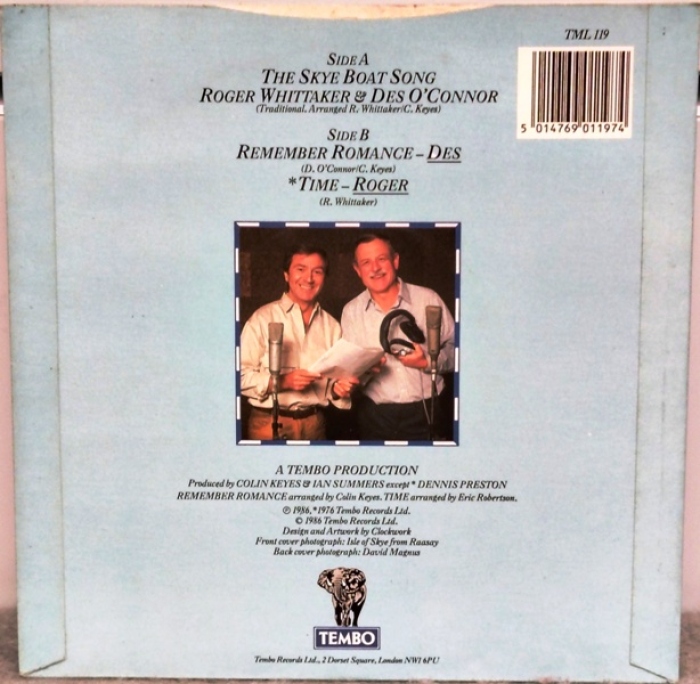 TML 119
SIDE A
THE SKYE BOAT SONG
ROGER WHITTAKER & DES O'CONNOR
(Traditional. Arranged R. Whittaker/C. Keyes)
5 014769 011974
SIDE B
REMEMBER ROMANCE – DES
(D. O'Connor/C. Keyes)
*TIME – ROGER
(R. Whittaker)
A TEMBO PRODUCTION
Produced by COLIN KEYES & IAN SUMMERS except * DENNIS PRESTON
REMEMBER ROMANCE arranged by Colin Keyes. TIME arranged by Eric Robertson.
℗ 1986, *1976 Tembo Records Ltd.
© 1986 Tembo Records Ltd.
Design and Artwork by Clockwork
Front cover photograph: Isle of Skye from Raasay
Back cover photograph: David Magnus
TEMBO
Tembo Records Ltd., 2 Dorset Square, London NW1 6PU